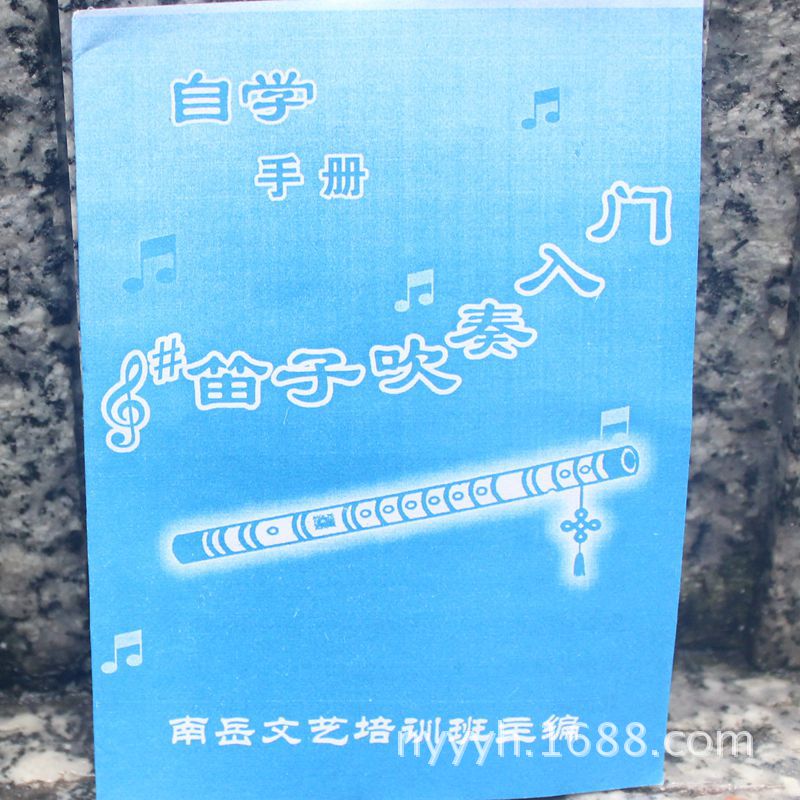 自学
手册
笛子吹奏入门
南岳文艺培训班主编
nyyyh.1688.com